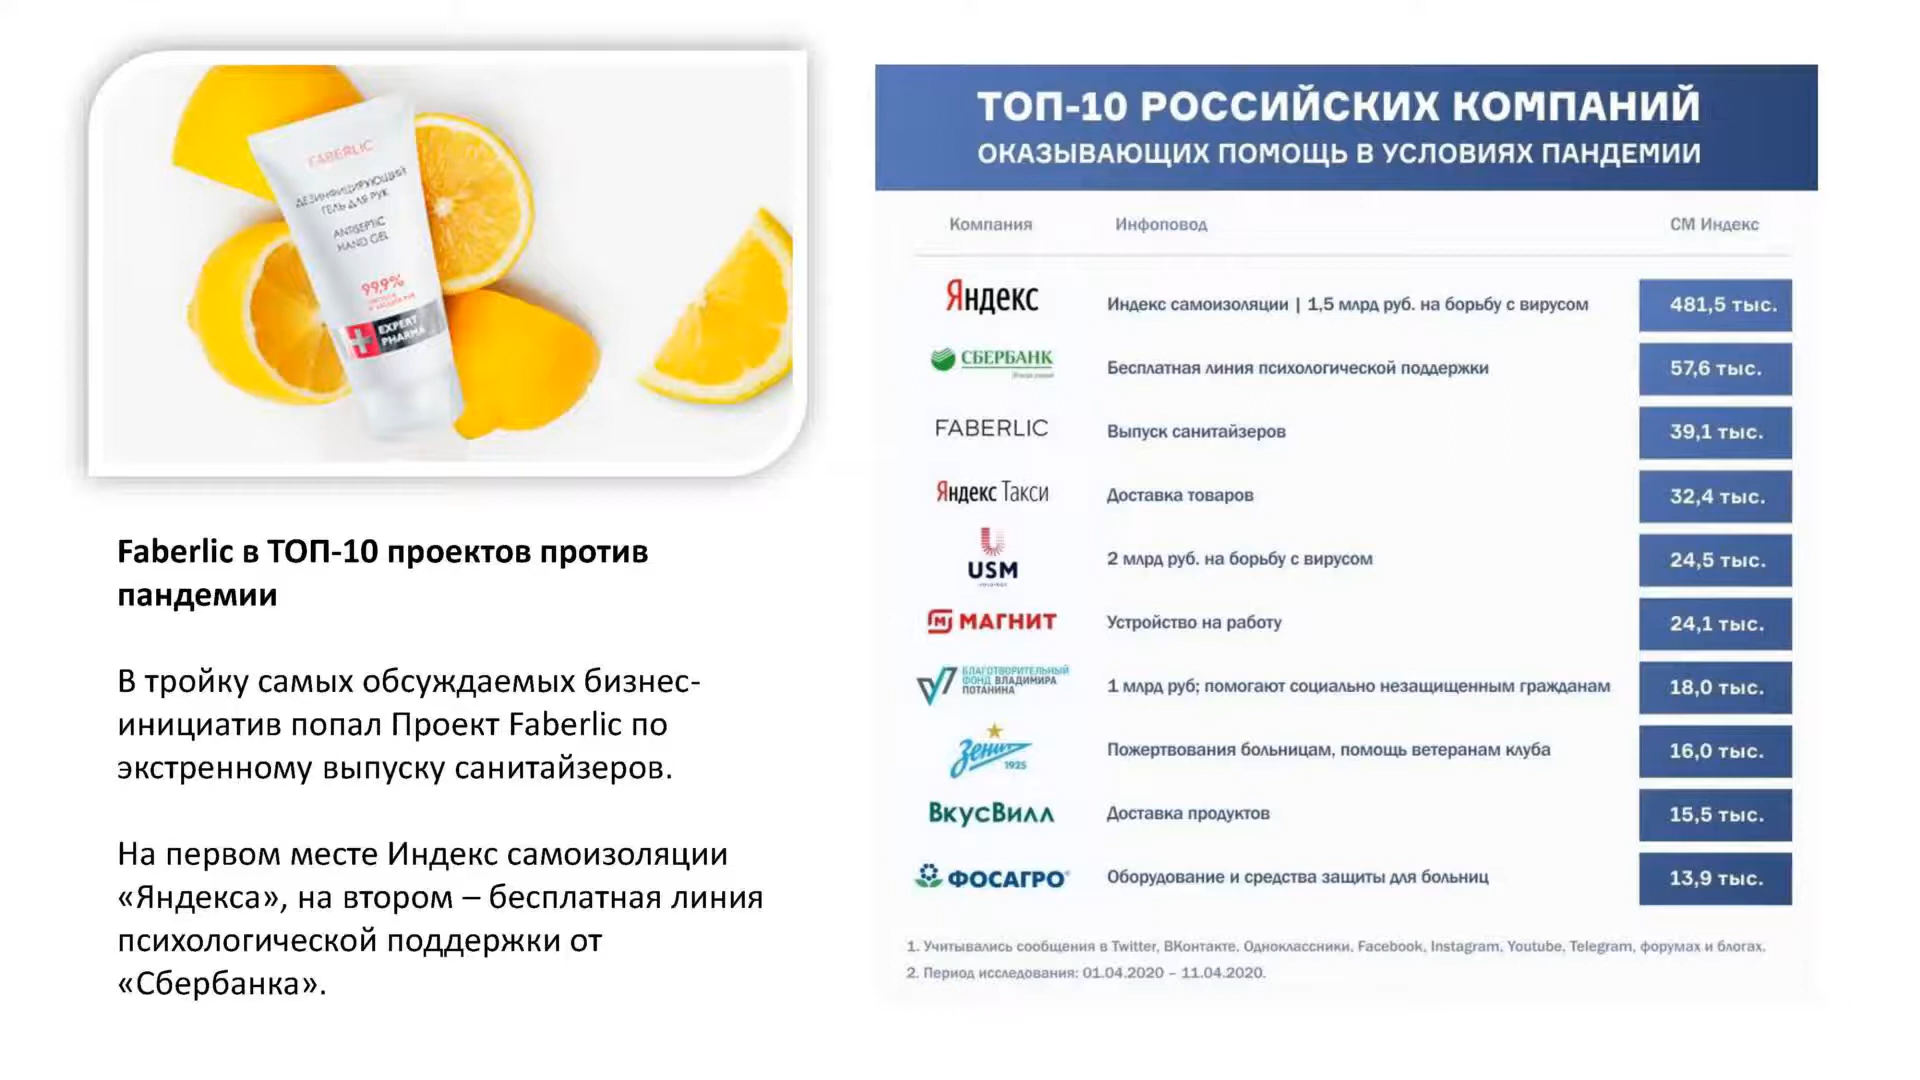 FABERLIC
ДЕЗИНФИЦИРУЮЩИЙ
ГЕЛЬ ДЛЯ РУК
ANTISEPTIC
HAND GEL
99,9%
EXPERT
PHARMA
Faberlic в ТОП-10 проектов против
пандемии
В тройку самых обсуждаемых бизнес-
инициатив попал Проект Faberlic по
экстренному выпуску санитайзеров.
На первом месте Индекс самоизоляции
«Яндекса», на втором – бесплатная линия
психологической поддержки от
«Сбербанка».
ТОП-10 РОССИЙСКИХ КОМПАНИЙ
ОКАЗЫВАЮЩИХ ПОМОЩЬ В УСЛОВИЯХ ПАНДЕМИИ
Компания Инфоповод СМ Индекс
Яндекс Индекс самоизоляции | 1,5 млрд руб. на борьбу с вирусом 481,5 тыс.
СБЕРБАНК Бесплатная линия психологической поддержки 57,6 тыс.
FABERLIC Выпуск санитайзеров 39,1 тыс.
Яндекс Такси Доставка товаров 32,4 тыс.
USM 2 млрд руб. на борьбу с вирусом 24,5 тыс.
МАГНИТ Устройство на работу 24,1 тыс.
БЛАГОТВОРИТЕЛЬНЫЙ
ФОНД ВЛАДИМИРА
ПОТАНИНА 1 млрд руб; помогают социально незащищенным гражданам 18,0 тыс.
Зенит 1925 Пожертвования больницам, помощь ветеранам клуба 16,0 тыс.
ВкусВилл Доставка продуктов 15,5 тыс.
ФОСАГРО Оборудование и средства защиты для больниц 13,9 тыс.
1. Учитывались сообщения в Twitter, ВКонтакте, Одноклассники, Facebook, Instagram, Youtube, Telegram, форумах и блогах.
2. Период исследования: 01.04.2020 – 11.04.2020.